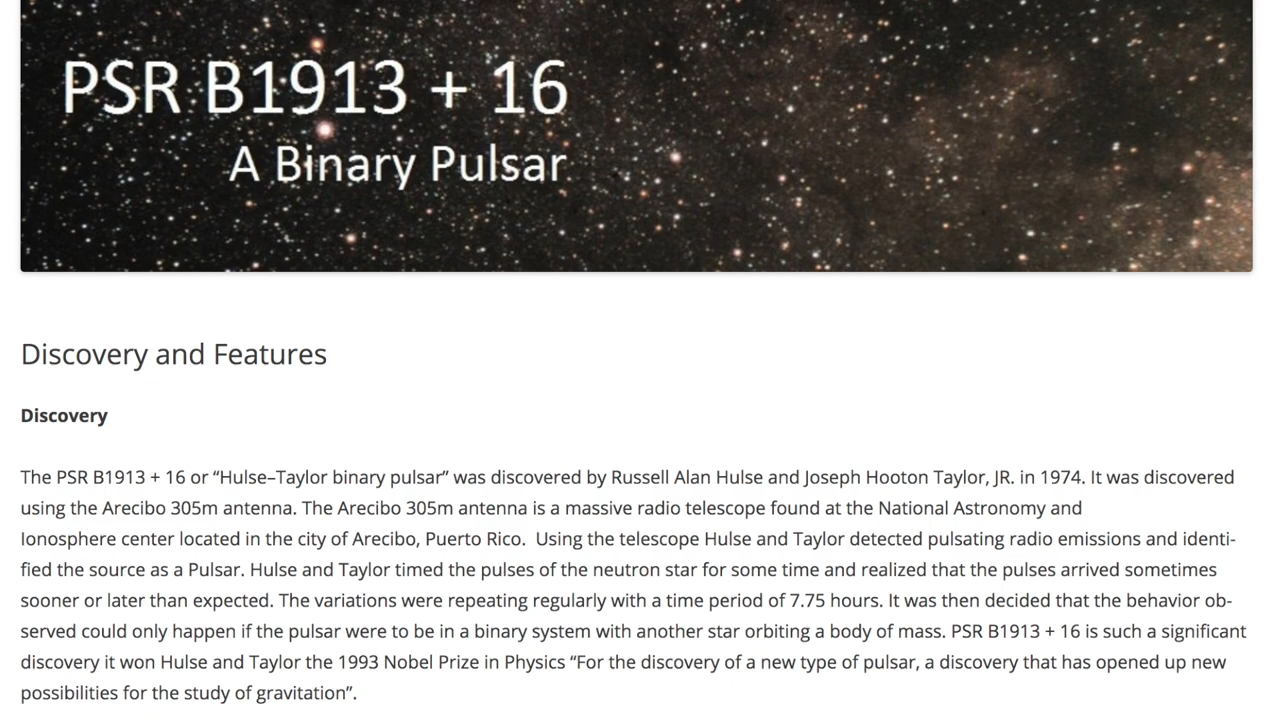 PSR B1913 + 16
A Binary Pulsar
Discovery and Features
Discovery
The PSR B1913 + 16 or “Hulse–Taylor binary pulsar” was discovered by Russell Alan Hulse and Joseph Hooton Taylor, JR. in 1974. It was discovered
using the Arecibo 305m antenna. The Arecibo 305m antenna is a massive radio telescope found at the National Astronomy and
Ionosphere center located in the city of Arecibo, Puerto Rico.  Using the telescope Hulse and Taylor detected pulsating radio emissions and identi-
fied the source as a Pulsar. Hulse and Taylor timed the pulses of the neutron star for some time and realized that the pulses arrived sometimes
sooner or later than expected. The variations were repeating regularly with a time period of 7.75 hours. It was then decided that the behavior ob-
served could only happen if the pulsar were to be in a binary system with another star orbiting a body of mass. PSR B1913 + 16 is such a significant
discovery it won Hulse and Taylor the 1993 Nobel Prize in Physics “For the discovery of a new type of pulsar, a discovery that has opened up new
possibilities for the study of gravitation”.